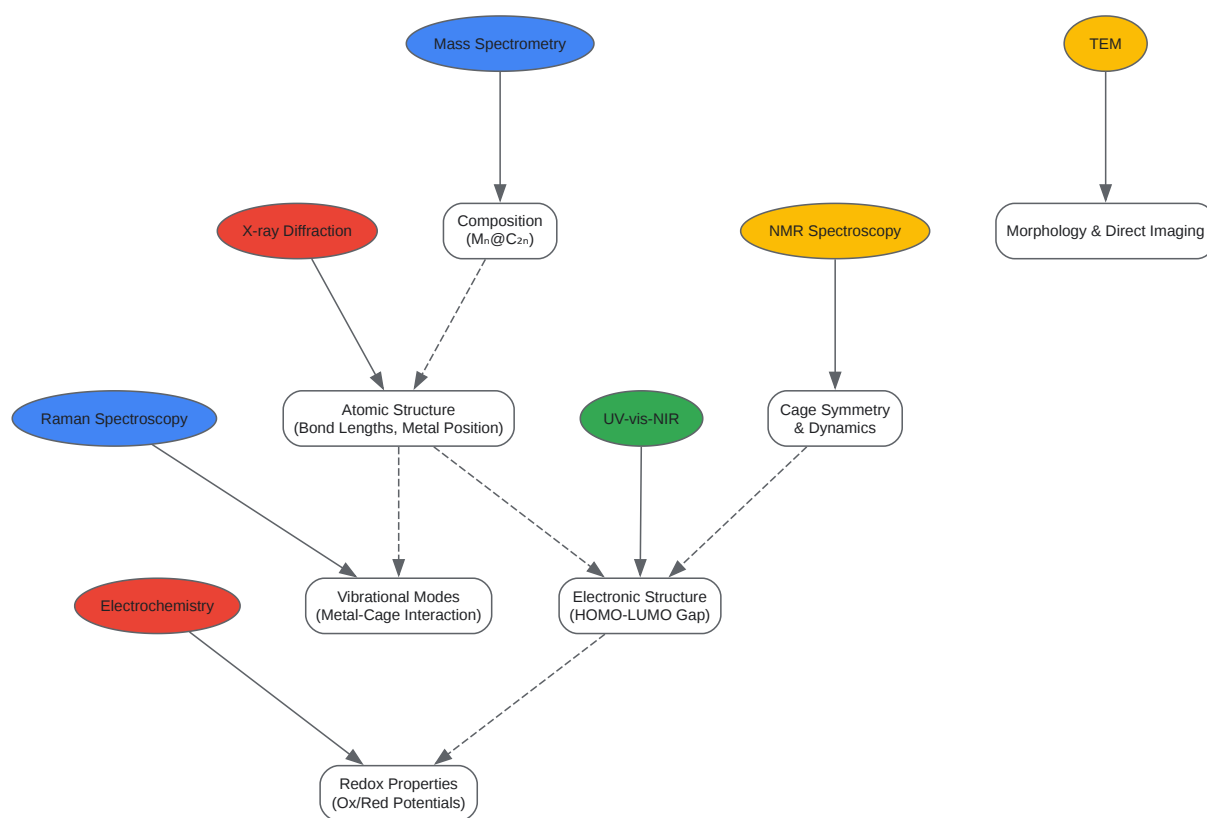 Mass Spectrometry
TEM
X-ray Diffraction
Composition
(Mₙ@C₂ₙ)
NMR Spectroscopy
Morphology & Direct Imaging
Raman Spectroscopy
Atomic Structure
(Bond Lengths, Metal Position)
UV-vis-NIR
Cage Symmetry
& Dynamics
Electrochemistry
Vibrational Modes
(Metal-Cage Interaction)
Electronic Structure
(HOMO-LUMO Gap)
Redox Properties
(Ox/Red Potentials)